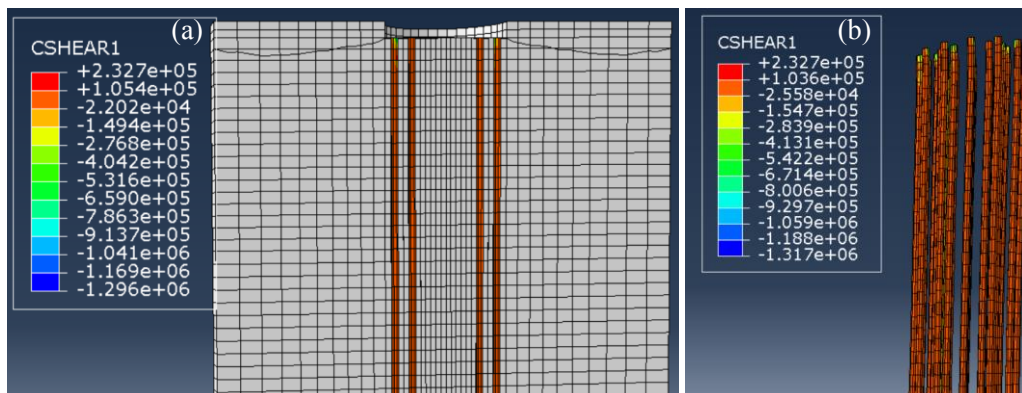 (a)
CSHEAR1
+2.327e+05
+1.054e+05
-2.202e+04
-1.494e+05
-2.768e+05
-4.042e+05
-5.316e+05
-6.590e+05
-7.863e+05
-9.137e+05
-1.041e+06
-1.169e+06
-1.296e+06
(b)
CSHEAR1
+2.327e+05
+1.036e+05
-2.558e+04
-1.547e+05
-2.839e+05
-4.131e+05
-5.422e+05
-6.714e+05
-8.006e+05
-9.297e+05
-1.059e+06
-1.188e+06
-1.317e+06